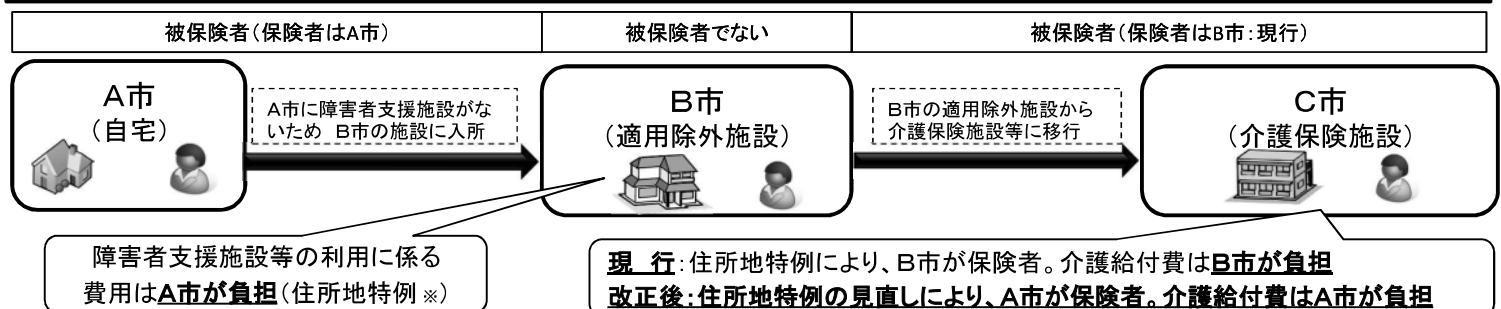 被保険者(保険者はA市)
被保険者でない
被保険者(保険者はB市:現行)
A市
(自宅)
A市に障害者支援施設がな
いため B市の施設に入所
B市
(適用除外施設)
B市の適用除外施設から
介護保険施設等に移行
C市
(介護保険施設)
障害者支援施設等の利用に係る
費用はA市が負担(住所地特例※)
現 行:住所地特例により、B市が保険者。介護給付費はB市が負担
改正後:住所地特例の見直しにより、A市が保険者。介護給付費はA市が負担